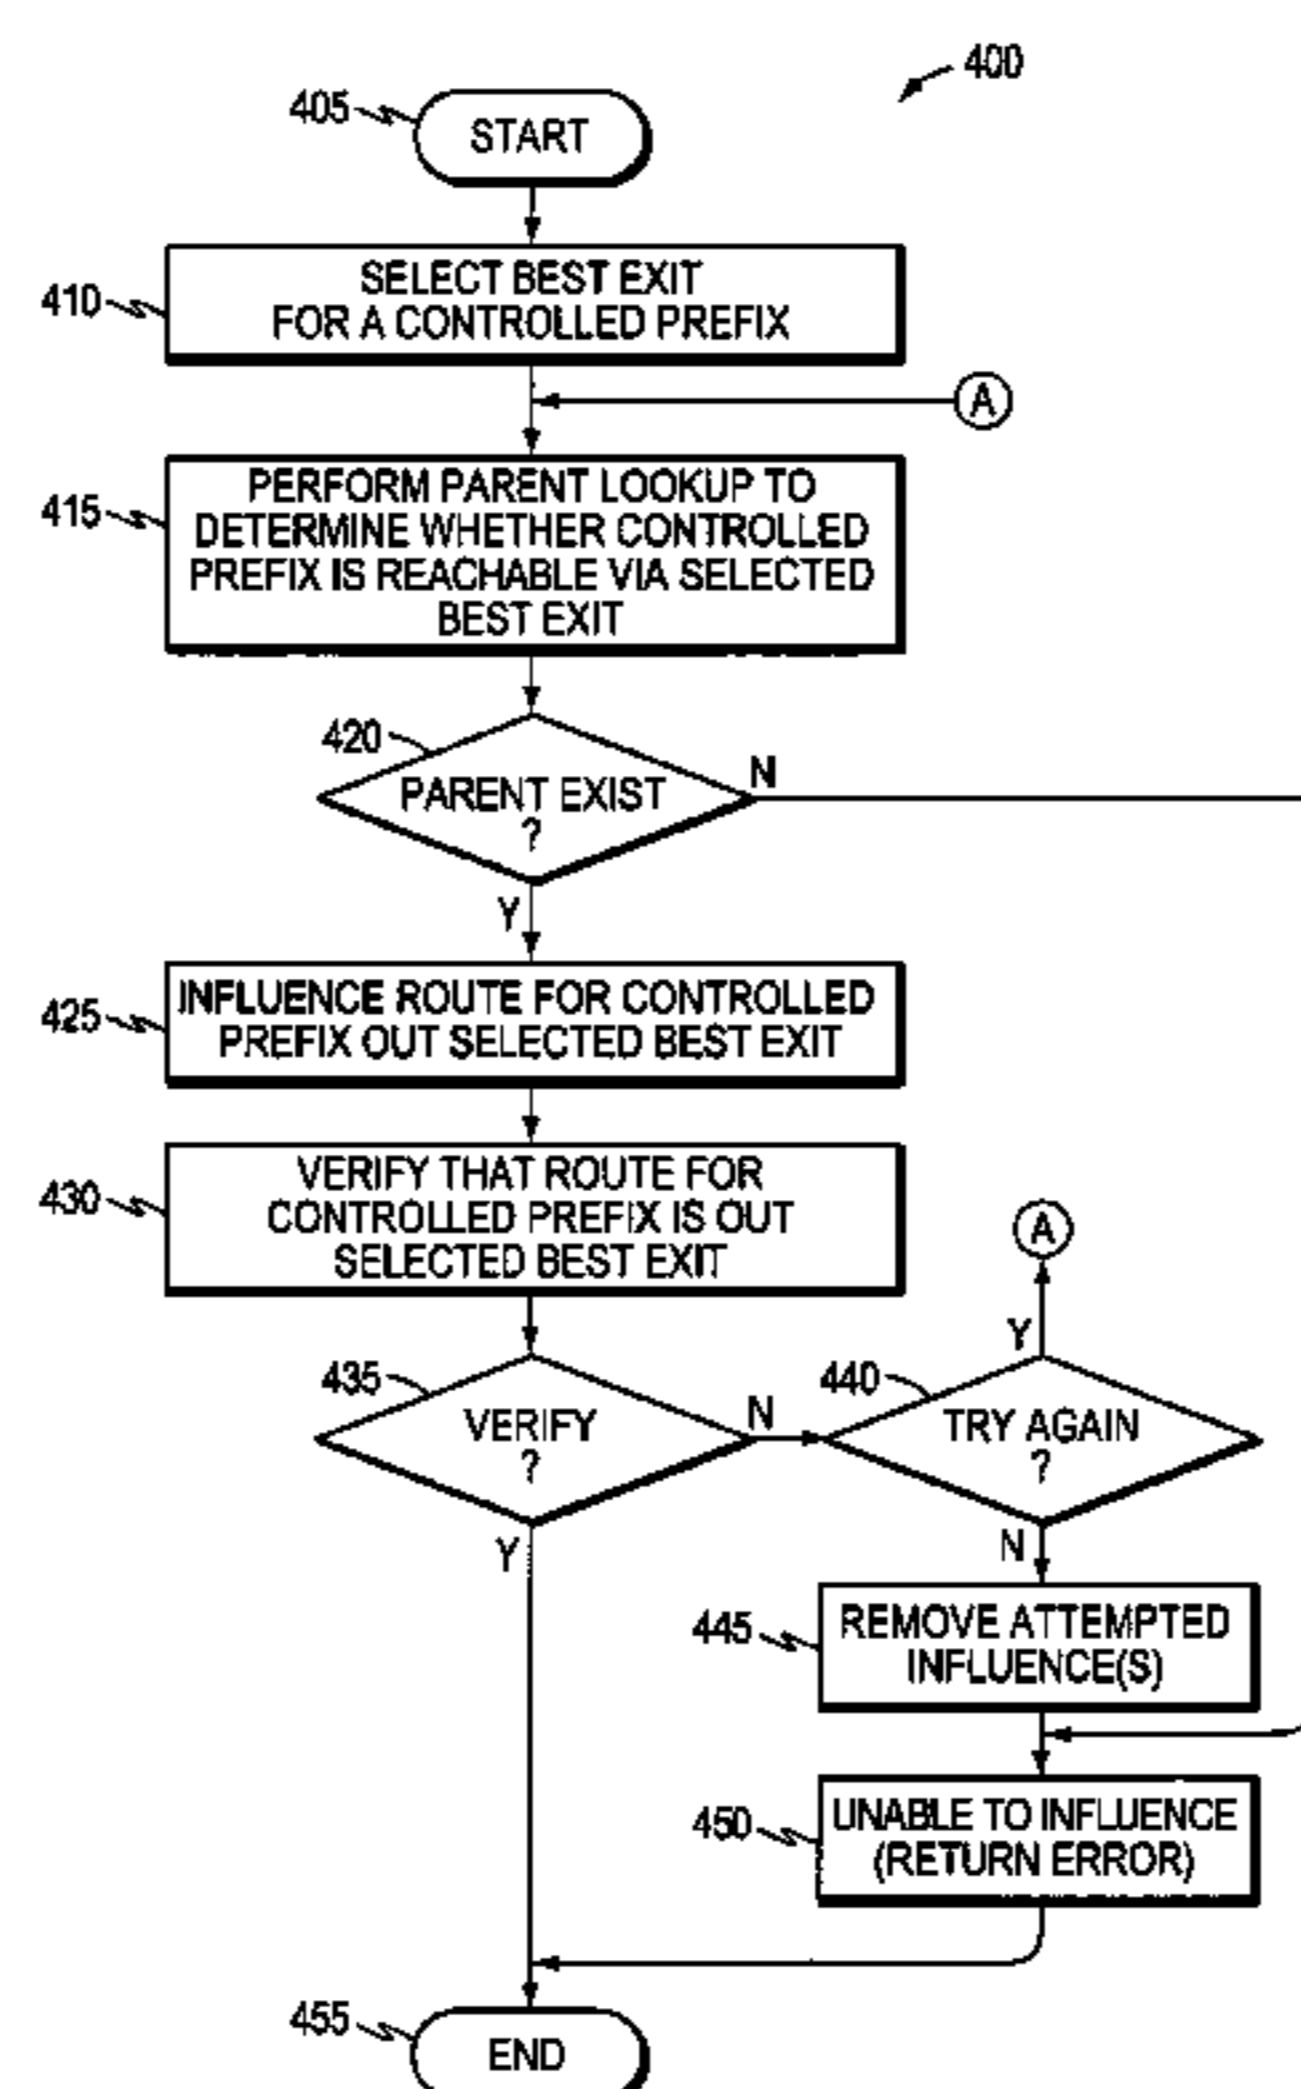 400
405
START
410
SELECT BEST EXIT
FOR A CONTROLLED PREFIX
A
415
PERFORM PARENT LOOKUP TO
DETERMINE WHETHER CONTROLLED
PREFIX IS REACHABLE VIA SELECTED
BEST EXIT
420
PARENT EXIST
?
N
Y
425
INFLUENCE ROUTE FOR CONTROLLED
PREFIX OUT SELECTED BEST EXIT
430
VERIFY THAT ROUTE FOR
CONTROLLED PREFIX IS OUT
SELECTED BEST EXIT
A
Y
435
VERIFY
?
N
440
TRY AGAIN
?
Y
N
445
REMOVE ATTEMPTED
INFLUENCE(S)
450
UNABLE TO INFLUENCE
(RETURN ERROR)
455
END